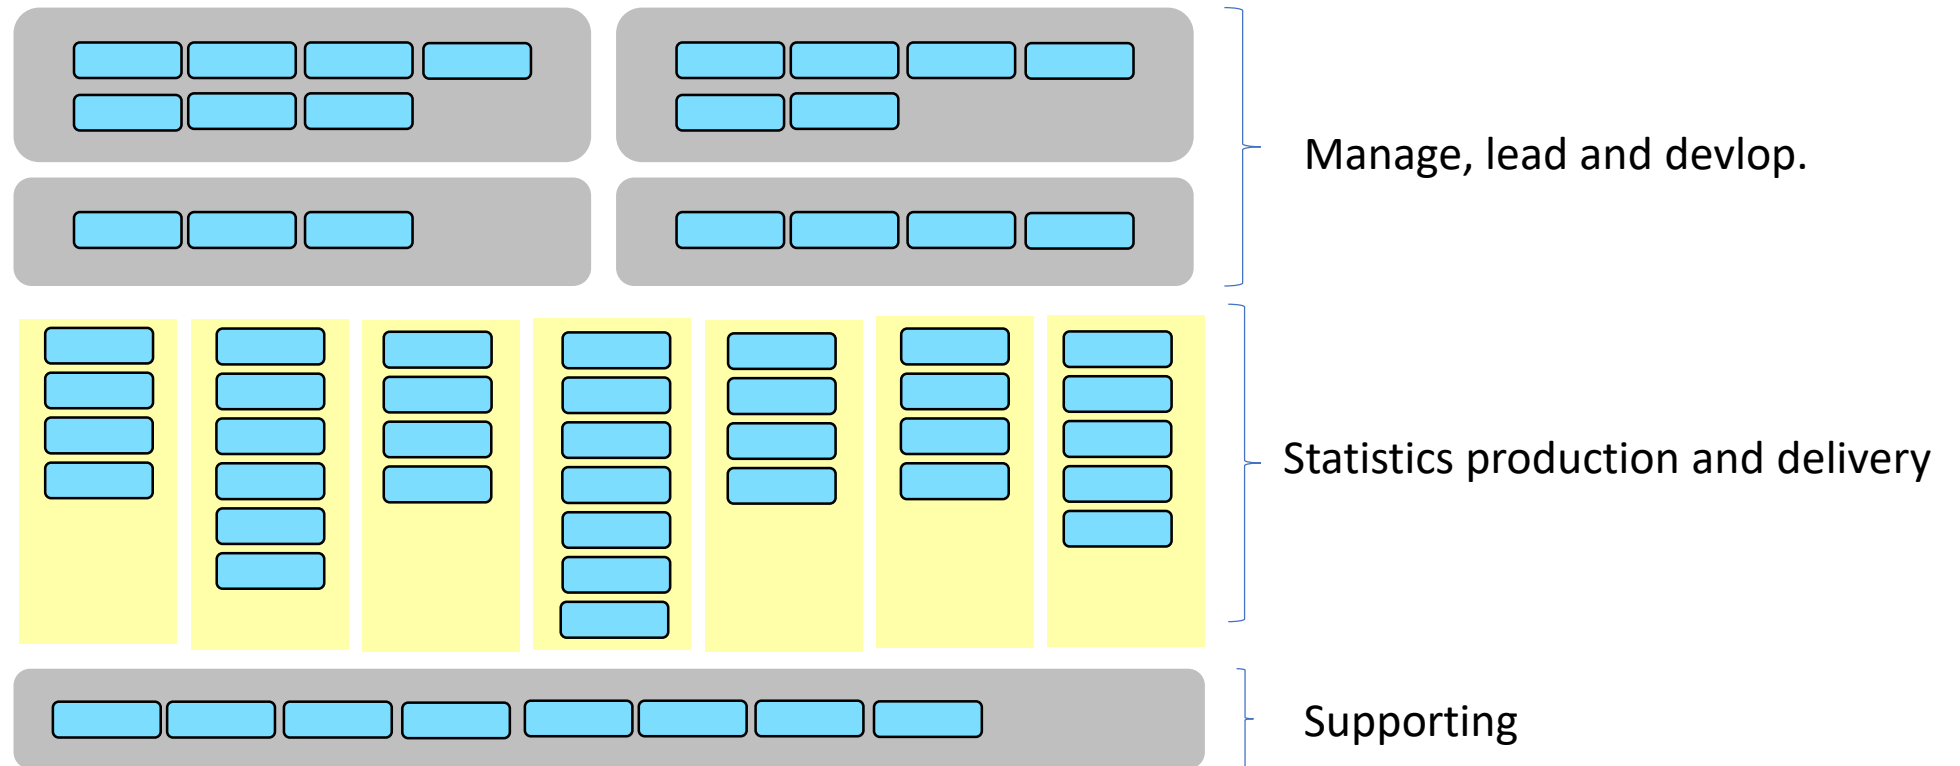 Manage, lead and devlop.
Statistics production and delivery
Supporting